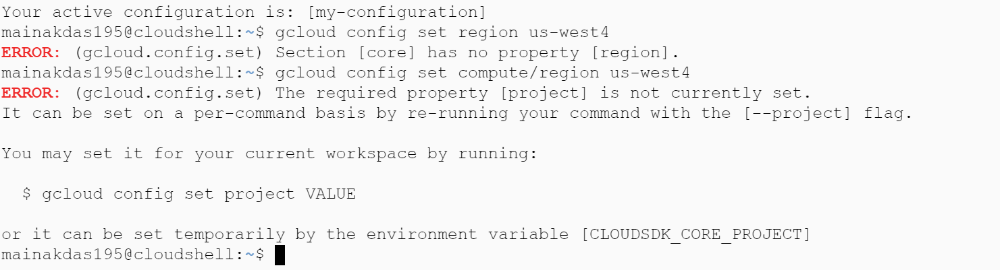 Your active configuration is: [my-configuration]
mainakdas195@cloudshell:~$ gcloud config set region us-west4
ERROR: (gcloud.config.set) Section [core] has no property [region].
mainakdas195@cloudshell:~$ gcloud config set compute/region us-west4
ERROR: (gcloud.config.set) The required property [project] is not currently set.
It can be set on a per-command basis by re-running your command with the [--project] flag.
You may set it for your current workspace by running:
$ gcloud config set project VALUE
or it can be set temporarily by the environment variable [CLOUDSDK_CORE_PROJECT]
mainakdas195@cloudshell:~$